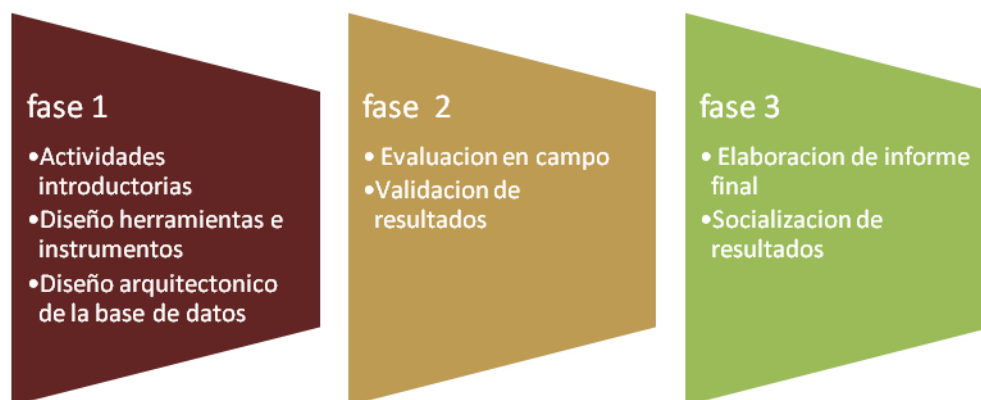 fase 1
•Actividades
introductorias
•Diseño herramientas e
instrumentos
•Diseño arquitectonico
de la base de datos
fase  2
• Evaluacion en campo
•Validacion de
resultados
fase 3
• Elaboracion de informe
final
•Socializacion de
resultados